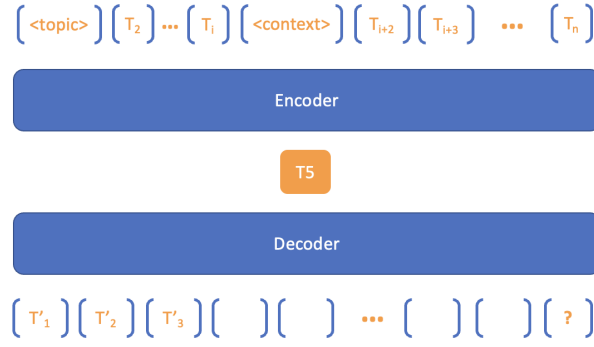 [<topic>] [T₂] ... [Tᵢ] [<context>] [Tᵢ₊₂] [Tᵢ₊₃] ... [Tₙ]
Encoder
T5
Decoder
[T'₁] [T'₂] [T'₃] [ ] [ ] ... [ ] [ ] [?]